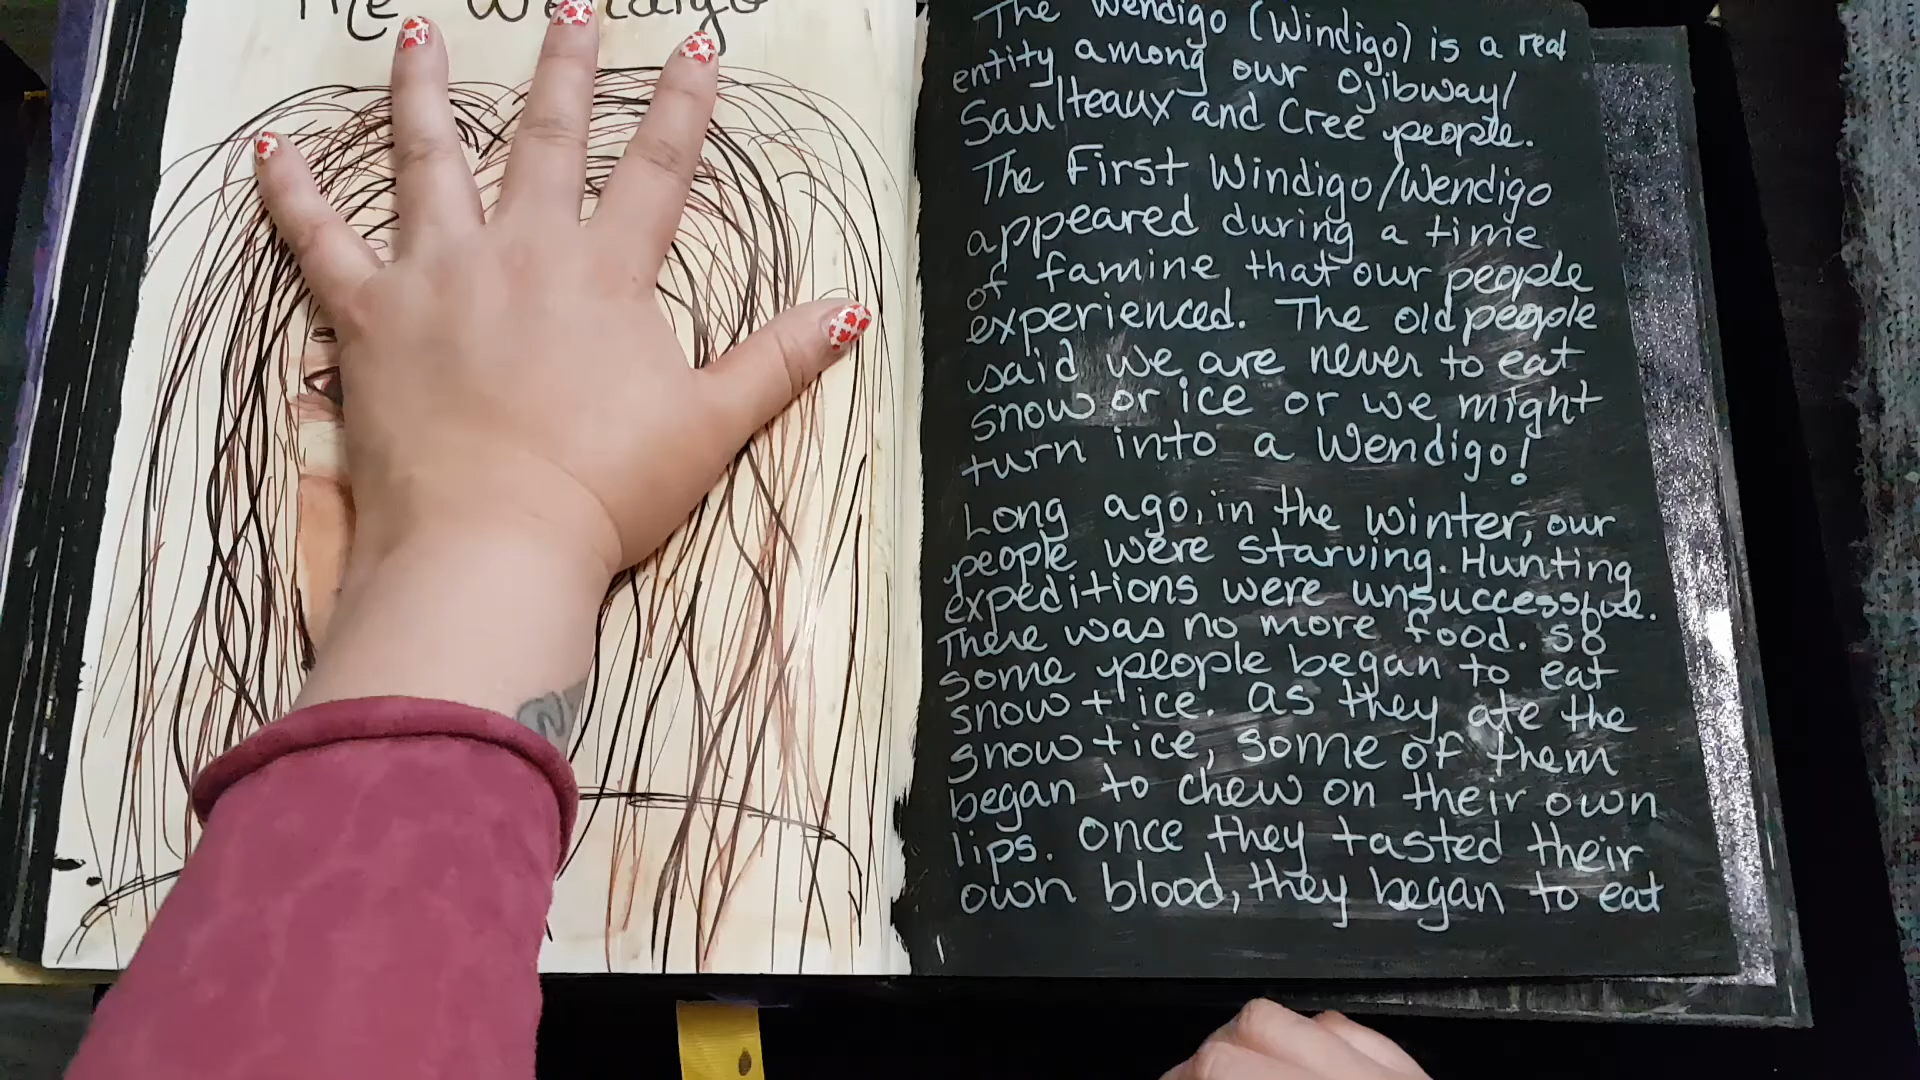 The Wendigo
The Wendigo (Windigo) is a real
entity among our Ojibway/
Saulteaux and Cree people.
The First Windigo/Wendigo
appeared during a time
of famine that our people
experienced. The old people
said we are never to eat
snow or ice or we might
turn into a Wendigo!
Long ago, in the winter, our
people were starving. Hunting
expeditions were unsuccessful.
There was no more food. So
some people began to eat
snow + ice. As they ate the
snow + ice, some of them
began to chew on their own
lips. Once they tasted their
own blood, they began to eat